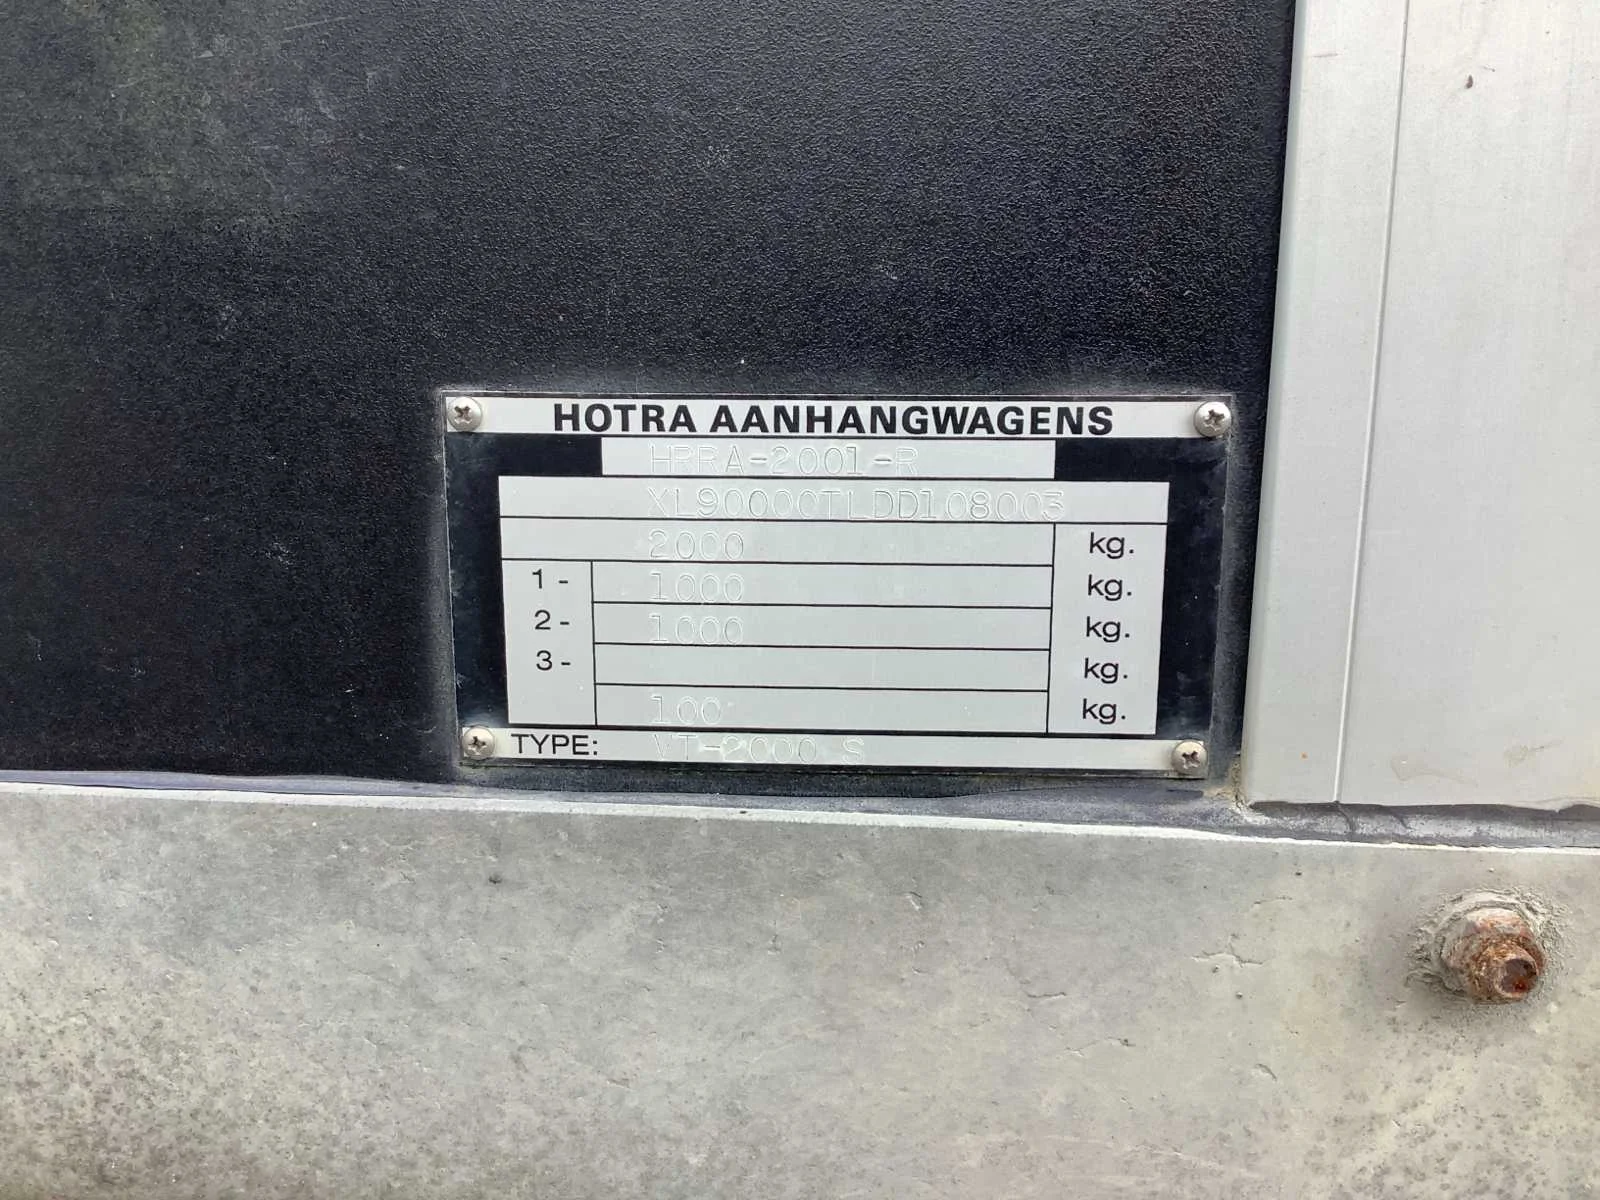 HOTRA AANHANGWAGENS
HRRA-2001-R
XL90000TLDD108003
2000 kg.
1- 1000 kg.
2- 1000 kg.
3- kg.
100 kg.
TYPE: VT-2000 S